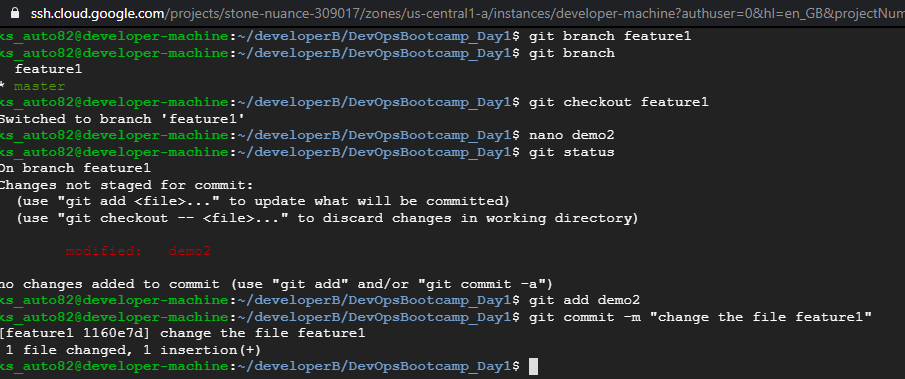 ssh.cloud.google.com/projects/stone-nuance-309017/zones/us-central1-a/instances/developer-machine?authuser=0&hl=en_GB&projectNum
ks_auto82@developer-machine:~/developerB/DevOpsBootcamp_Day1$ git branch feature1
ks_auto82@developer-machine:~/developerB/DevOpsBootcamp_Day1$ git branch
feature1
* master
ks_auto82@developer-machine:~/developerB/DevOpsBootcamp_Day1$ git checkout feature1
Switched to branch 'feature1'
ks_auto82@developer-machine:~/developerB/DevOpsBootcamp_Day1$ nano demo2
ks_auto82@developer-machine:~/developerB/DevOpsBootcamp_Day1$ git status
On branch feature1
Changes not staged for commit:
(use "git add <file>..." to update what will be committed)
(use "git checkout -- <file>..." to discard changes in working directory)
modified: demo2
no changes added to commit (use "git add" and/or "git commit -a")
ks_auto82@developer-machine:~/developerB/DevOpsBootcamp_Day1$ git add demo2
ks_auto82@developer-machine:~/developerB/DevOpsBootcamp_Day1$ git commit -m "change the file feature1"
[feature1 1160e7d] change the file feature1
1 file changed, 1 insertion(+)
ks_auto82@developer-machine:~/developerB/DevOpsBootcamp_Day1$